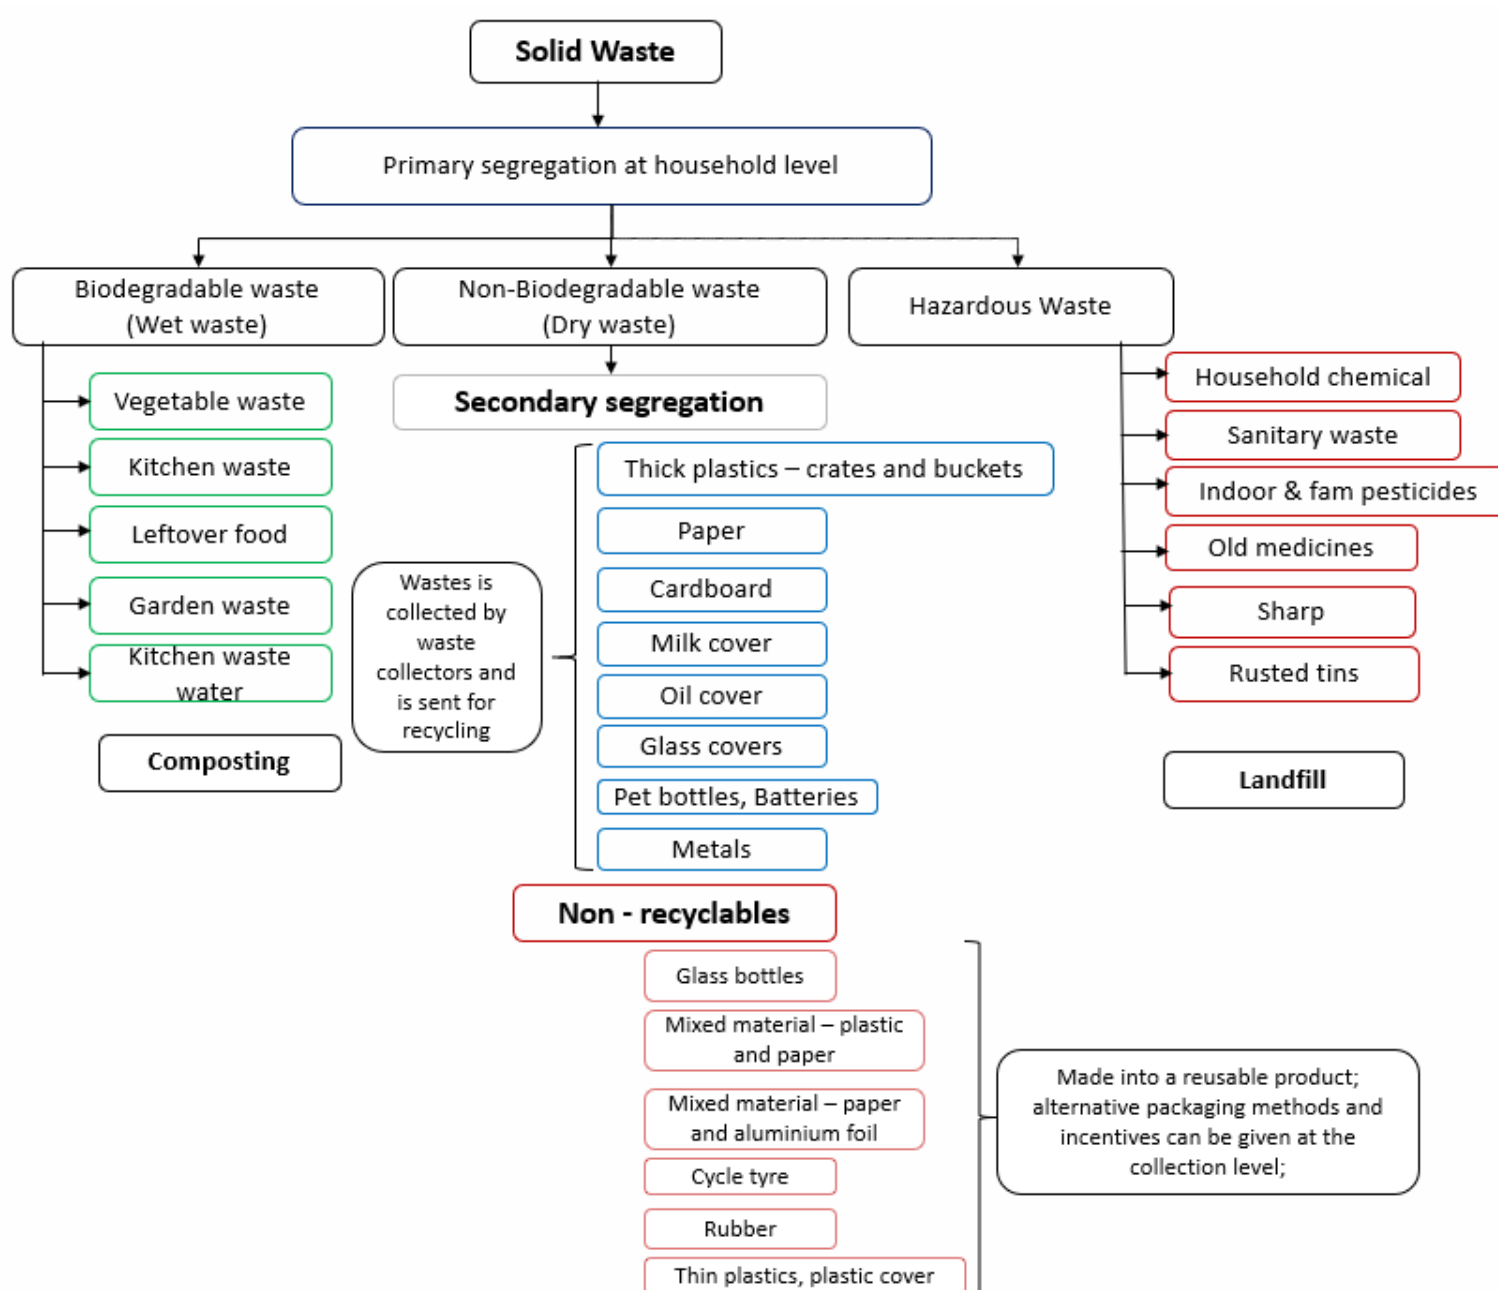 Solid Waste
Primary segregation at household level
Biodegradable waste
(Wet waste)
Non-Biodegradable waste
(Dry waste)
Hazardous Waste
Vegetable waste
Kitchen waste
Leftover food
Garden waste
Kitchen waste
water
Composting
Secondary segregation
Wastes is
collected by
waste
collectors and
is sent for
recycling
Thick plastics – crates and buckets
Paper
Cardboard
Milk cover
Oil cover
Glass covers
Pet bottles, Batteries
Metals
Household chemical
Sanitary waste
Indoor & fam pesticides
Old medicines
Sharp
Rusted tins
Landfill
Non - recyclables
Glass bottles
Mixed material – plastic
and paper
Mixed material – paper
and aluminium foil
Cycle tyre
Rubber
Thin plastics, plastic cover
Made into a reusable product;
alternative packaging methods and
incentives can be given at the
collection level;